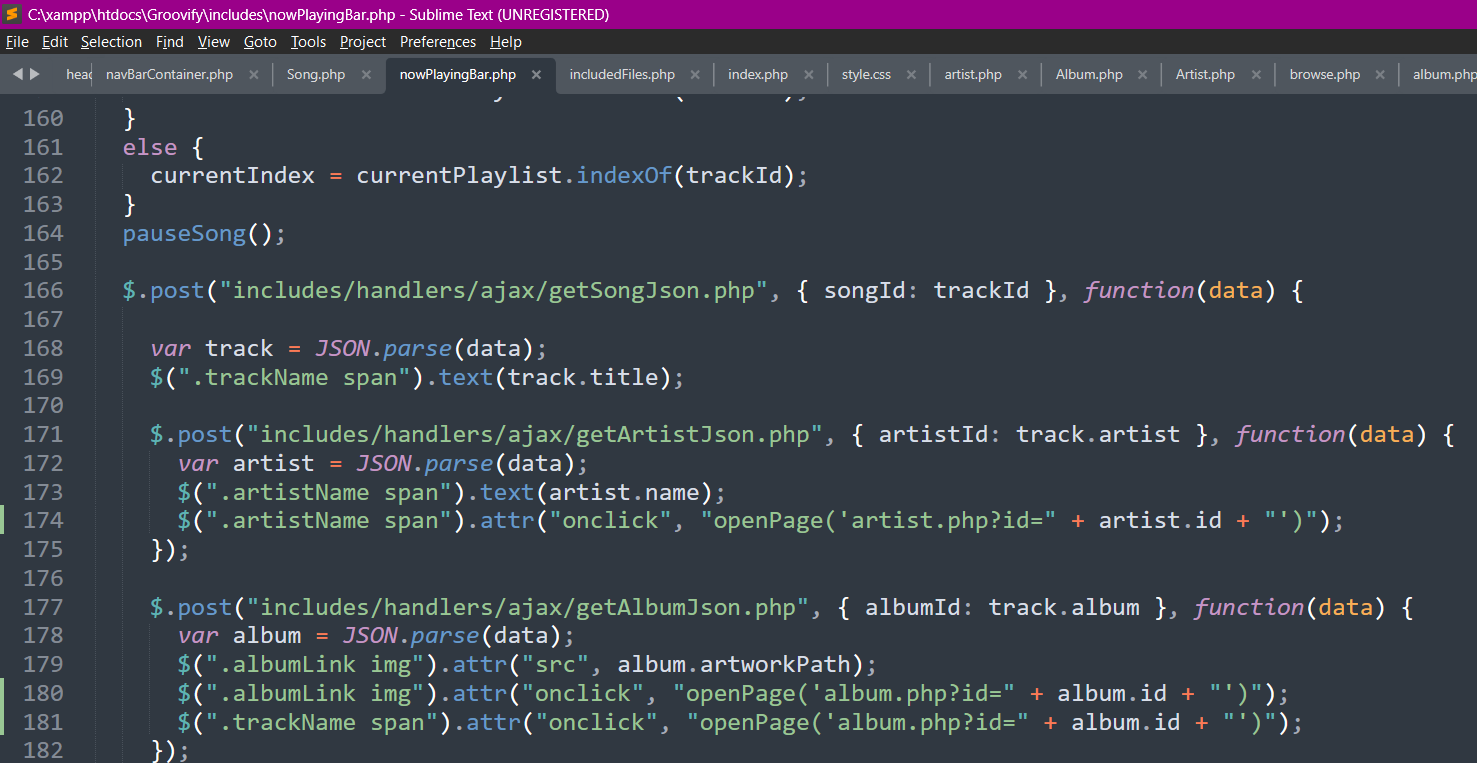 C:\xampp\htdocs\Groovify\includes\nowPlayingBar.php - Sublime Text (UNREGISTERED)
File Edit Selection Find View Goto Tools Project Preferences Help
navBarContainer.php × Song.php × nowPlayingBar.php × includedFiles.php × index.php × style.css × artist.php × Album.php × Artist.php × browse.php × album.php
160 }
161 else {
162 currentIndex = currentPlaylist.indexOf(trackId);
163 }
164 pauseSong();
165
166 $.post("includes/handlers/ajax/getSongJson.php", { songId: trackId }, function(data) {
167
168 var track = JSON.parse(data);
169 $(".trackName span").text(track.title);
170
171 $.post("includes/handlers/ajax/getArtistJson.php", { artistId: track.artist }, function(data) {
172 var artist = JSON.parse(data);
173 $(".artistName span").text(artist.name);
174 $(".artistName span").attr("onclick", "openPage('artist.php?id=" + artist.id + "')");
175 });
176
177 $.post("includes/handlers/ajax/getAlbumJson.php", { albumId: track.album }, function(data) {
178 var album = JSON.parse(data);
179 $(".albumLink img").attr("src", album.artworkPath);
180 $(".albumLink img").attr("onclick", "openPage('album.php?id=" + album.id + "')");
181 $(".trackName span").attr("onclick", "openPage('album.php?id=" + album.id + "')");
182 });